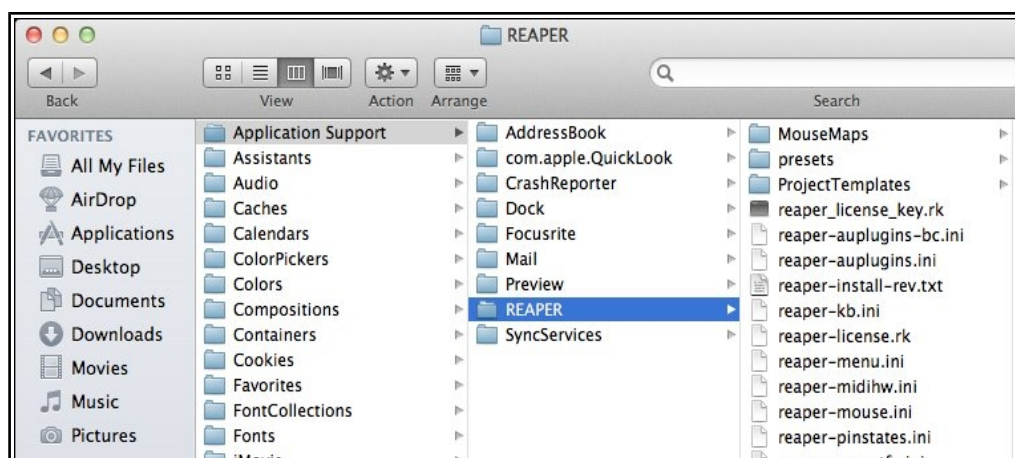 REAPER
Back
View
Action
Arrange
Search
FAVORITES
All My Files
AirDrop
Applications
Desktop
Documents
Downloads
Movies
Music
Pictures
Application Support
Assistants
Audio
Caches
Calendars
ColorPickers
Colors
Compositions
Containers
Cookies
Favorites
FontCollections
Fonts
AddressBook
com.apple.QuickLook
CrashReporter
Dock
Focusrite
Mail
Preview
REAPER
SyncServices
MouseMaps
presets
ProjectTemplates
reaper_license_key.rk
reaper-auplugins-bc.ini
reaper-auplugins.ini
reaper-install-rev.txt
reaper-kb.ini
reaper-license.rk
reaper-menu.ini
reaper-midihw.ini
reaper-mouse.ini
reaper-pinstates.ini